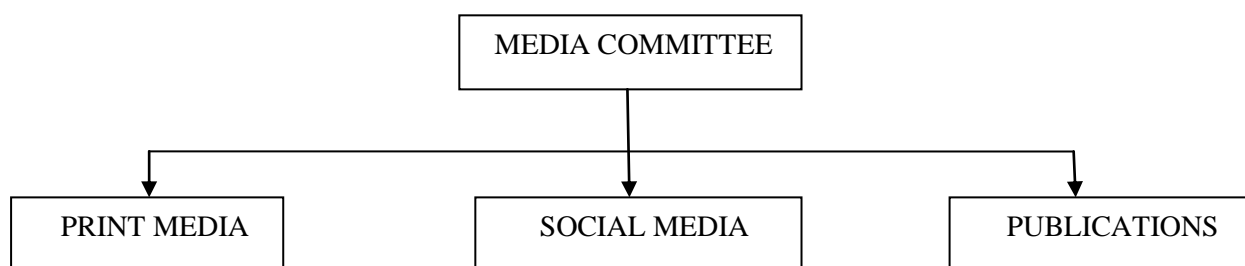 MEDIA COMMITTEE
PRINT MEDIA
SOCIAL MEDIA
PUBLICATIONS